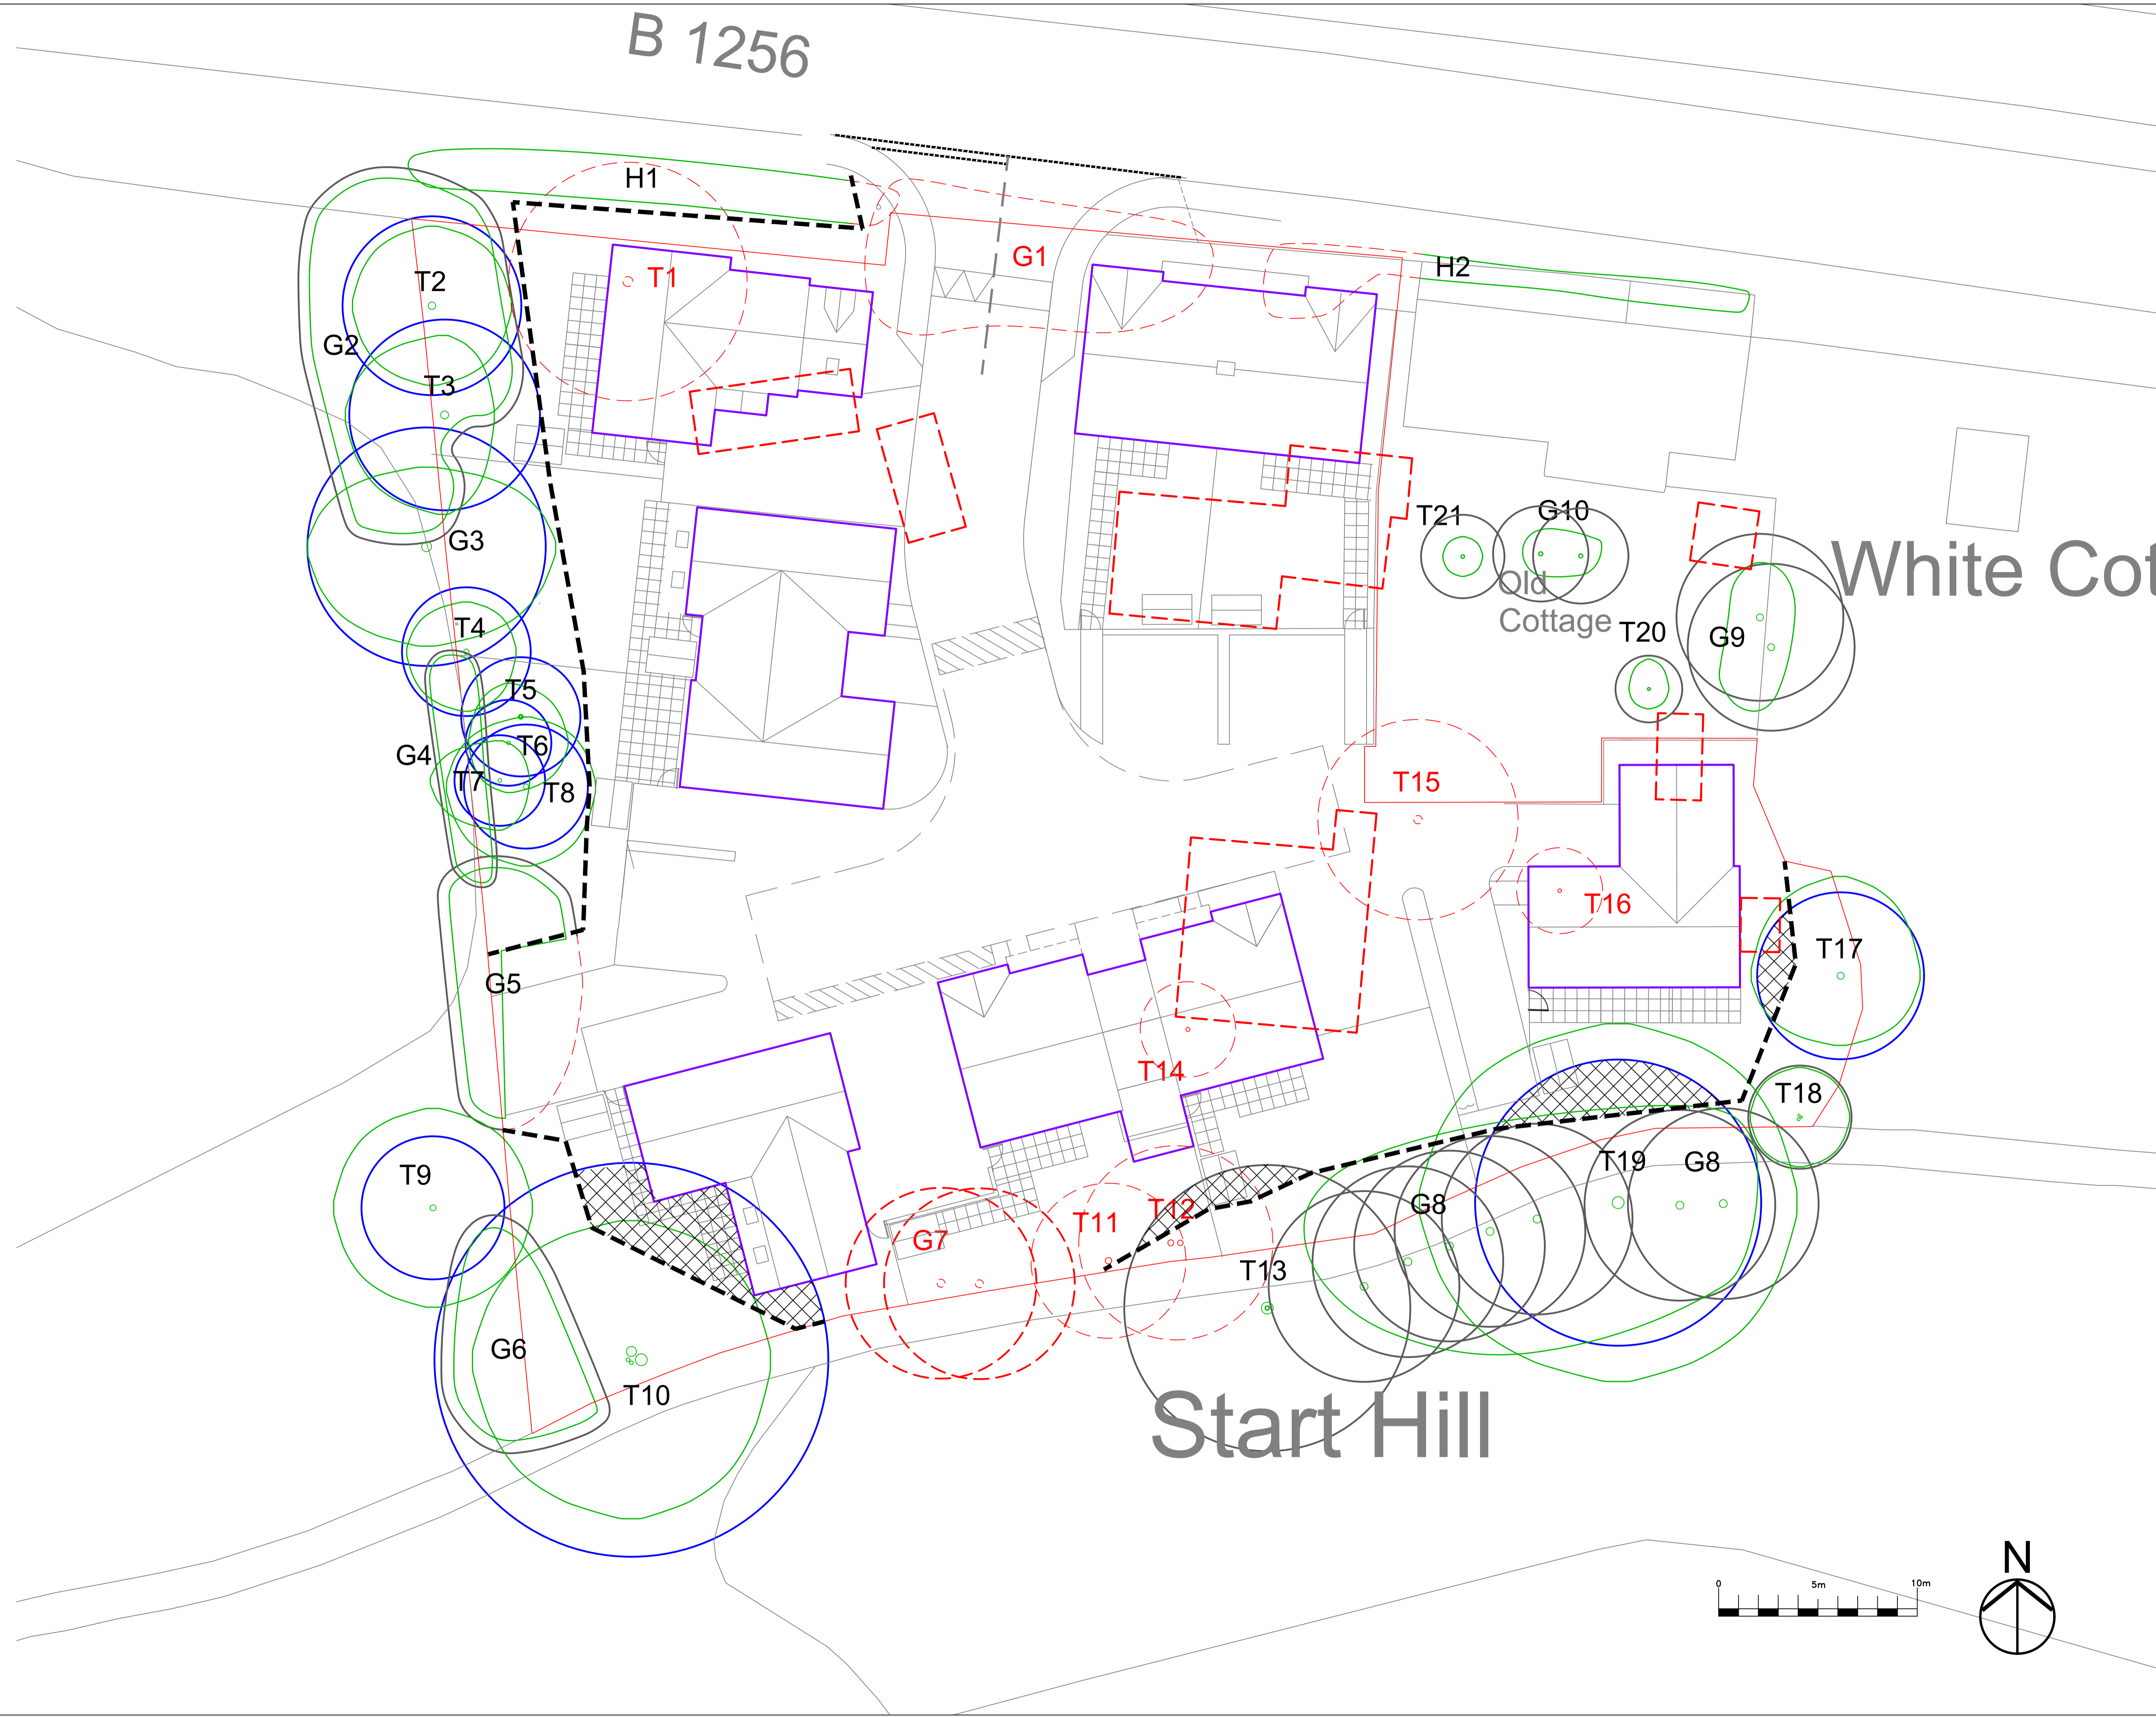 B 1256
H1
T1
G1
H2
T2
G2
T3
G3
T21
G10
White Cot
Old
Cottage
T20
G9
T4
T5
T6
G4
T7
T8
T15
T16
T17
G5
T14
T18
T9
T19
G8
G8
T11
T12
G7
T13
G6
T10
Start Hill
N
0
5m
10m